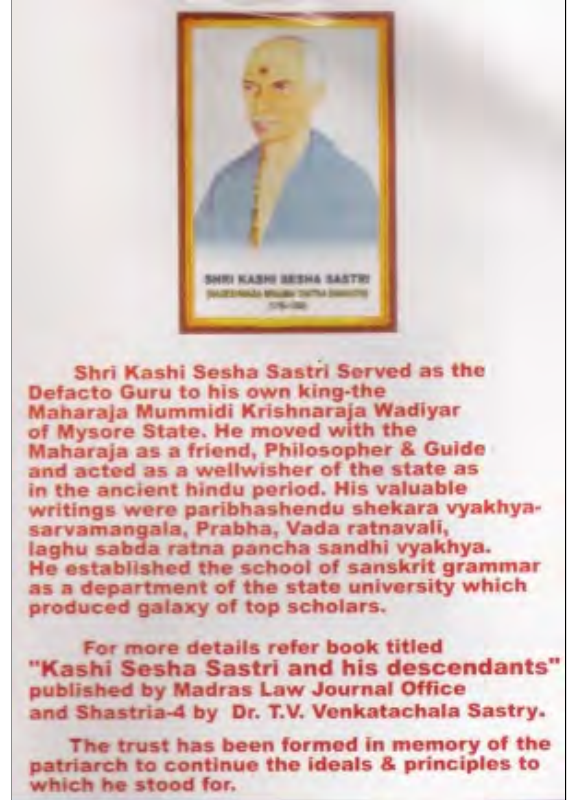 SHRI KASHI SESHA SASTRI
Shri Kashi Sesha Sastri Served as the
Defacto Guru to his own king-the
Maharaja Mummidi Krishnaraja Wadiyar
of Mysore State. He moved with the
Maharaja as a friend, Philosopher & Guide
and acted as a wellwisher of the state as
in the ancient hindu period. His valuable
writings were paribhashendu shekara vyakhya-
sarvamangala, Prabha, Vada ratnavali,
laghu sabda ratna pancha sandhi vyakhya.
He established the school of sanskrit grammar
as a department of the state university which
produced galaxy of top scholars.
For more details refer book titled
"Kashi Sesha Sastri and his descendants"
published by Madras Law Journal Office
and Shastria-4 by Dr. T.V. Venkatachala Sastry.
The trust has been formed in memory of the
patriarch to continue the ideals & principles to
which he stood for.